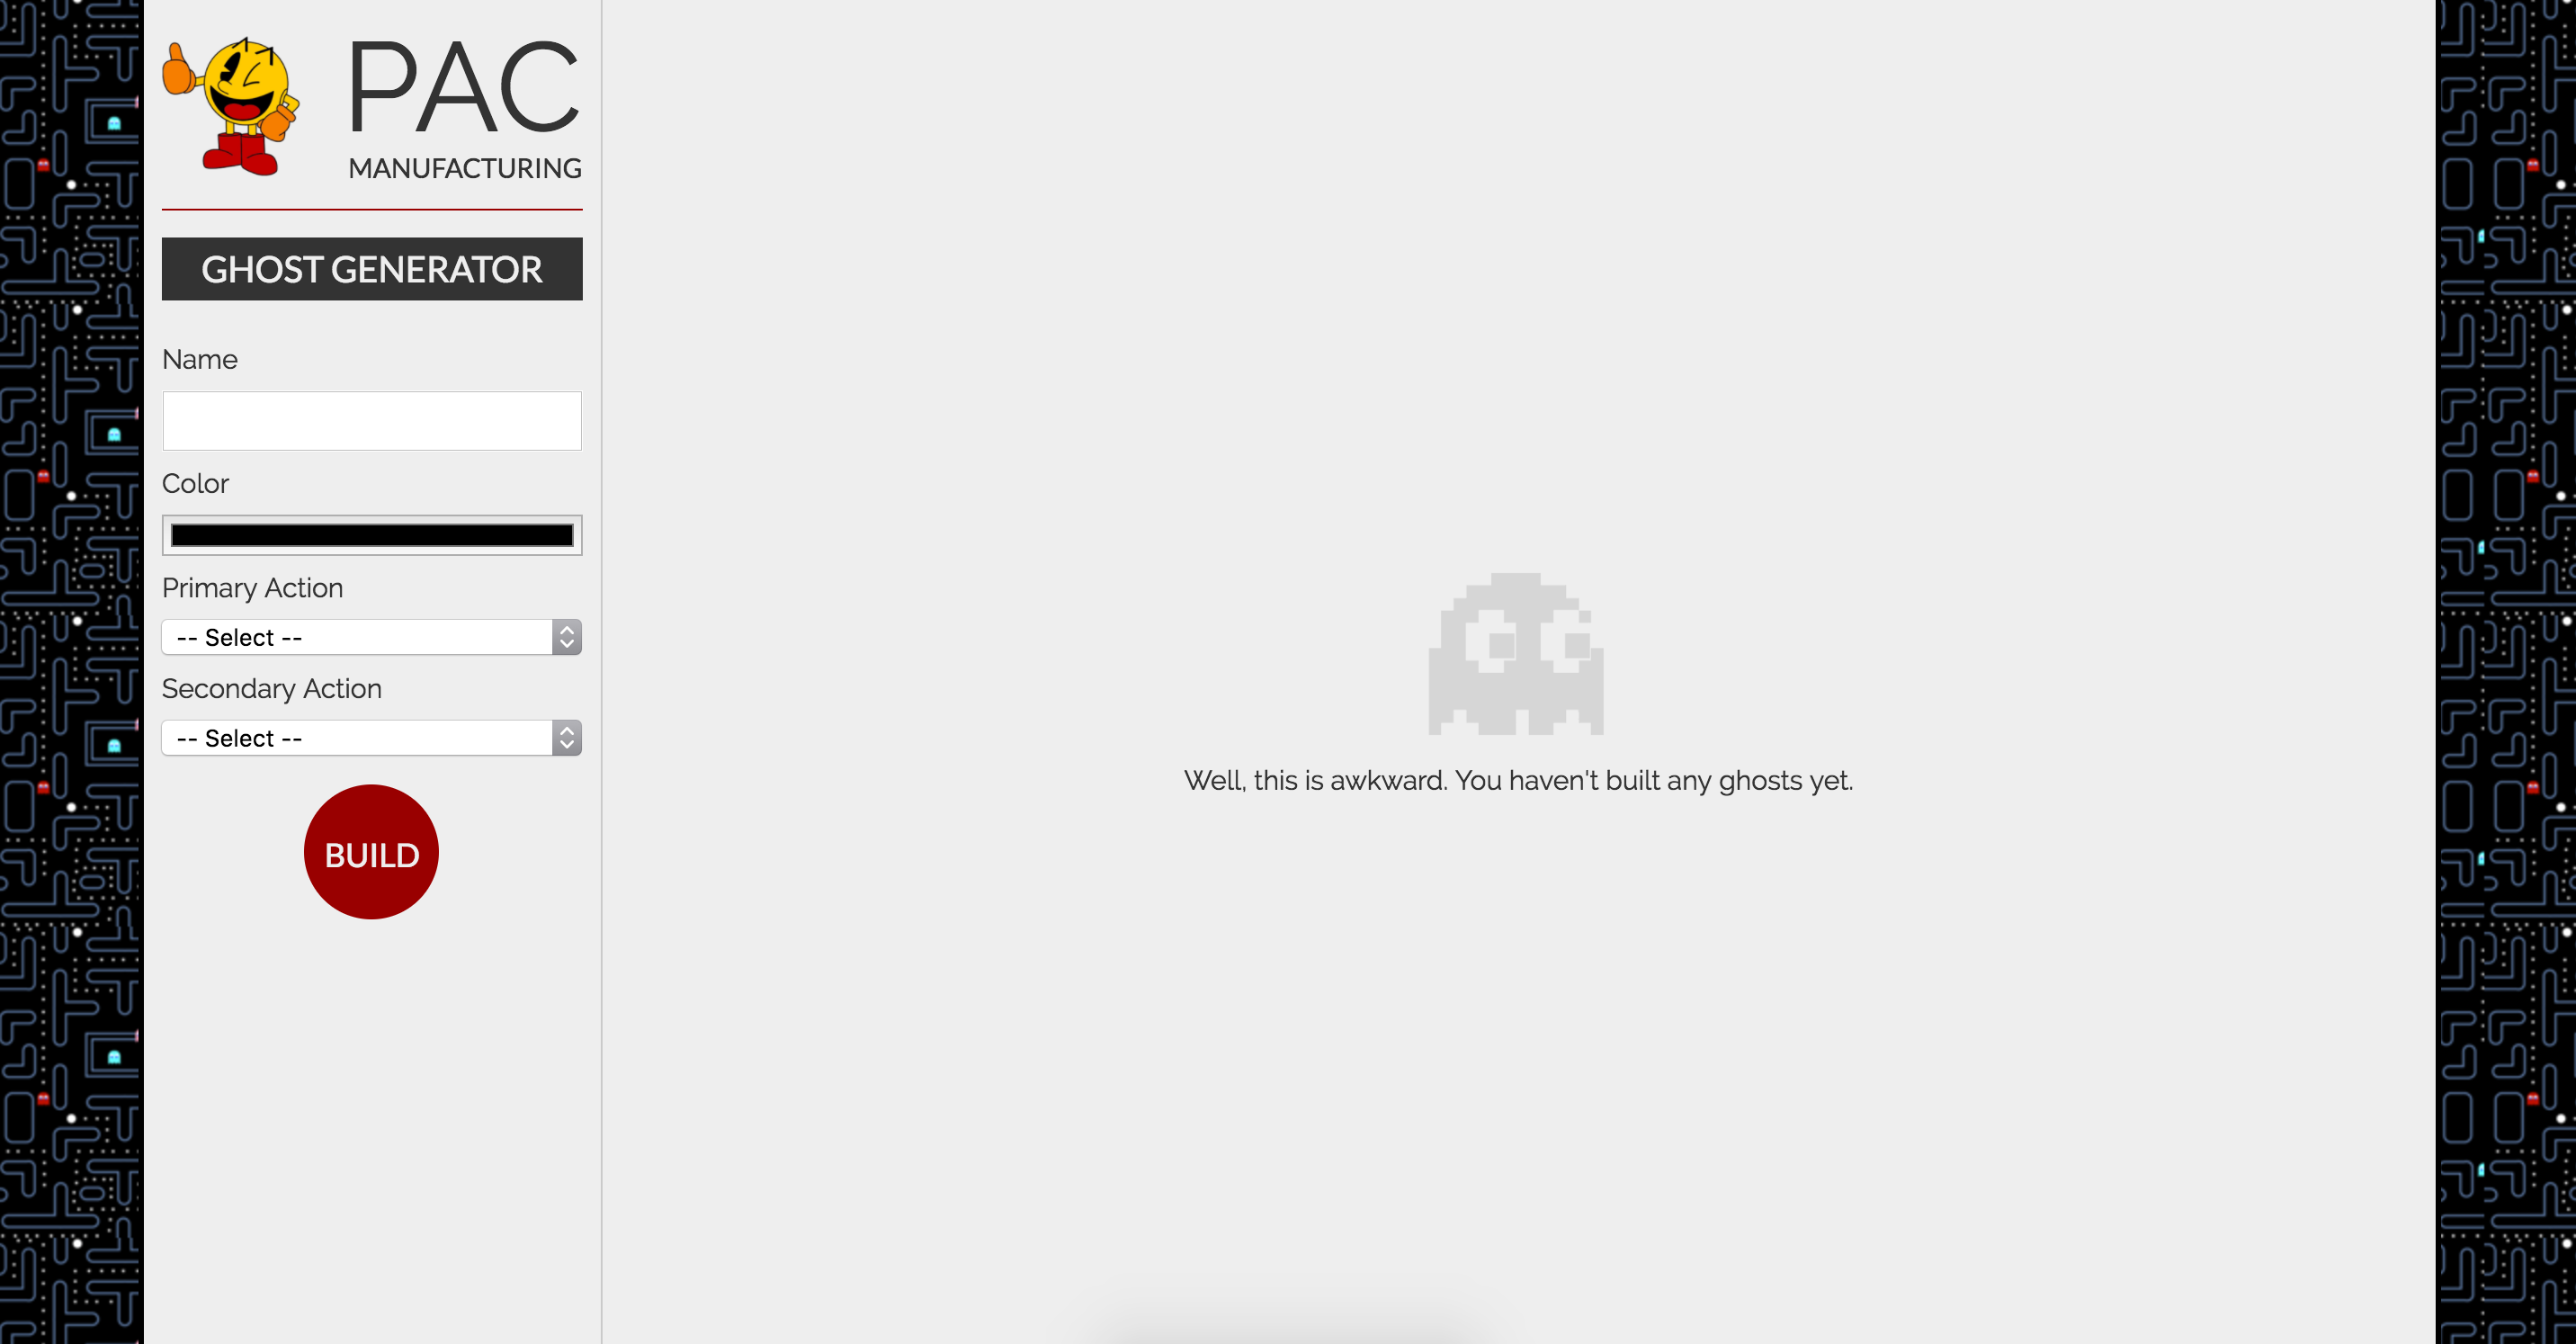 PAC
MANUFACTURING
GHOST GENERATOR
Name
Color
Primary Action
-- Select --
Secondary Action
-- Select --
BUILD
Well, this is awkward. You haven't built any ghosts yet.